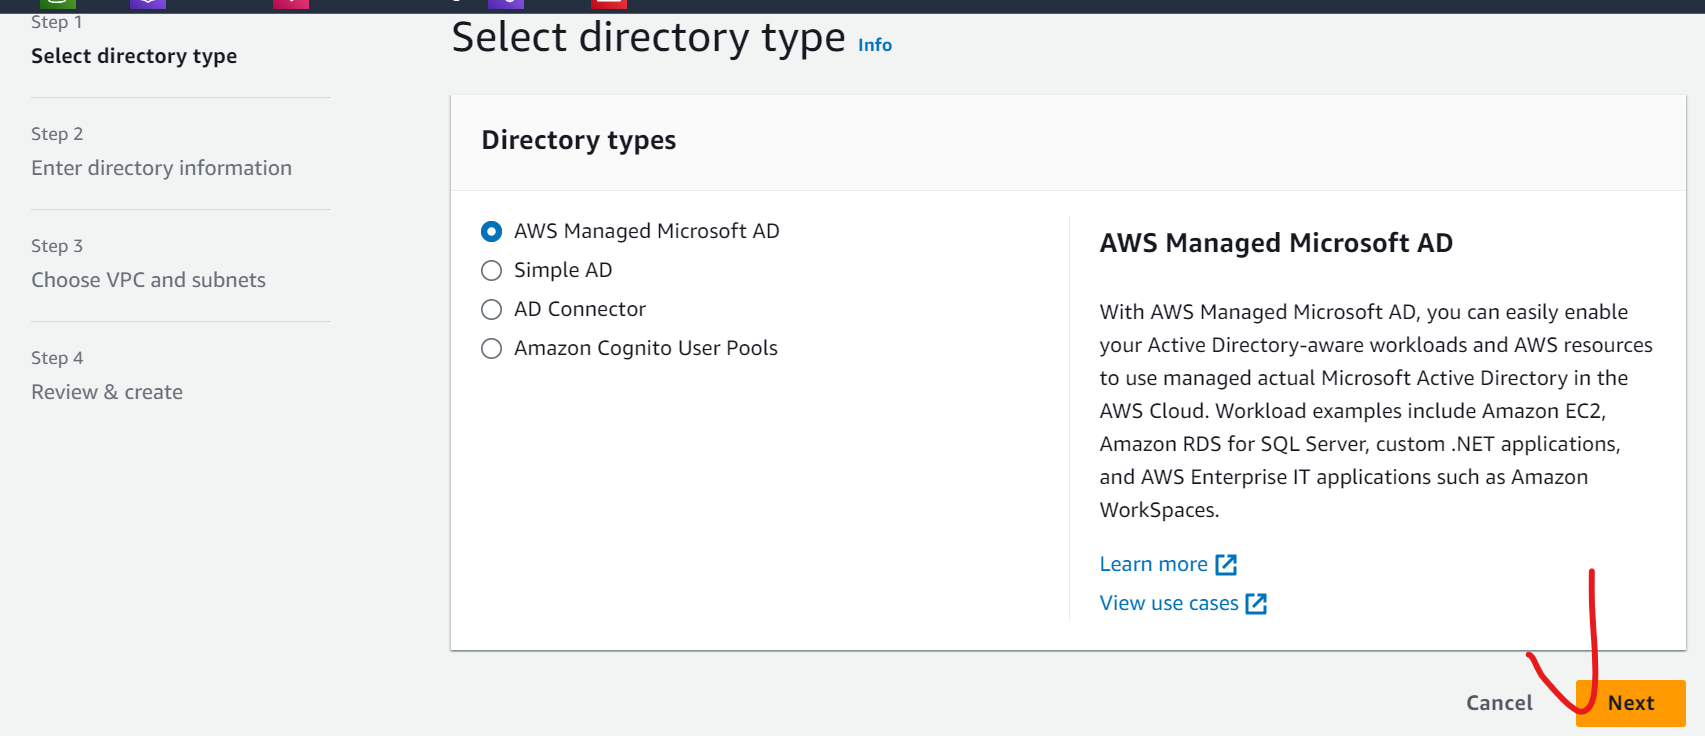 Step 1
Select directory type
Step 2
Enter directory information
Step 3
Choose VPC and subnets
Step 4
Review & create
Select directory type Info
Directory types
AWS Managed Microsoft AD
Simple AD
AD Connector
Amazon Cognito User Pools
AWS Managed Microsoft AD
With AWS Managed Microsoft AD, you can easily enable
your Active Directory-aware workloads and AWS resources
to use managed actual Microsoft Active Directory in the
AWS Cloud. Workload examples include Amazon EC2,
Amazon RDS for SQL Server, custom .NET applications,
and AWS Enterprise IT applications such as Amazon
WorkSpaces.
Learn more
View use cases
Cancel
Next